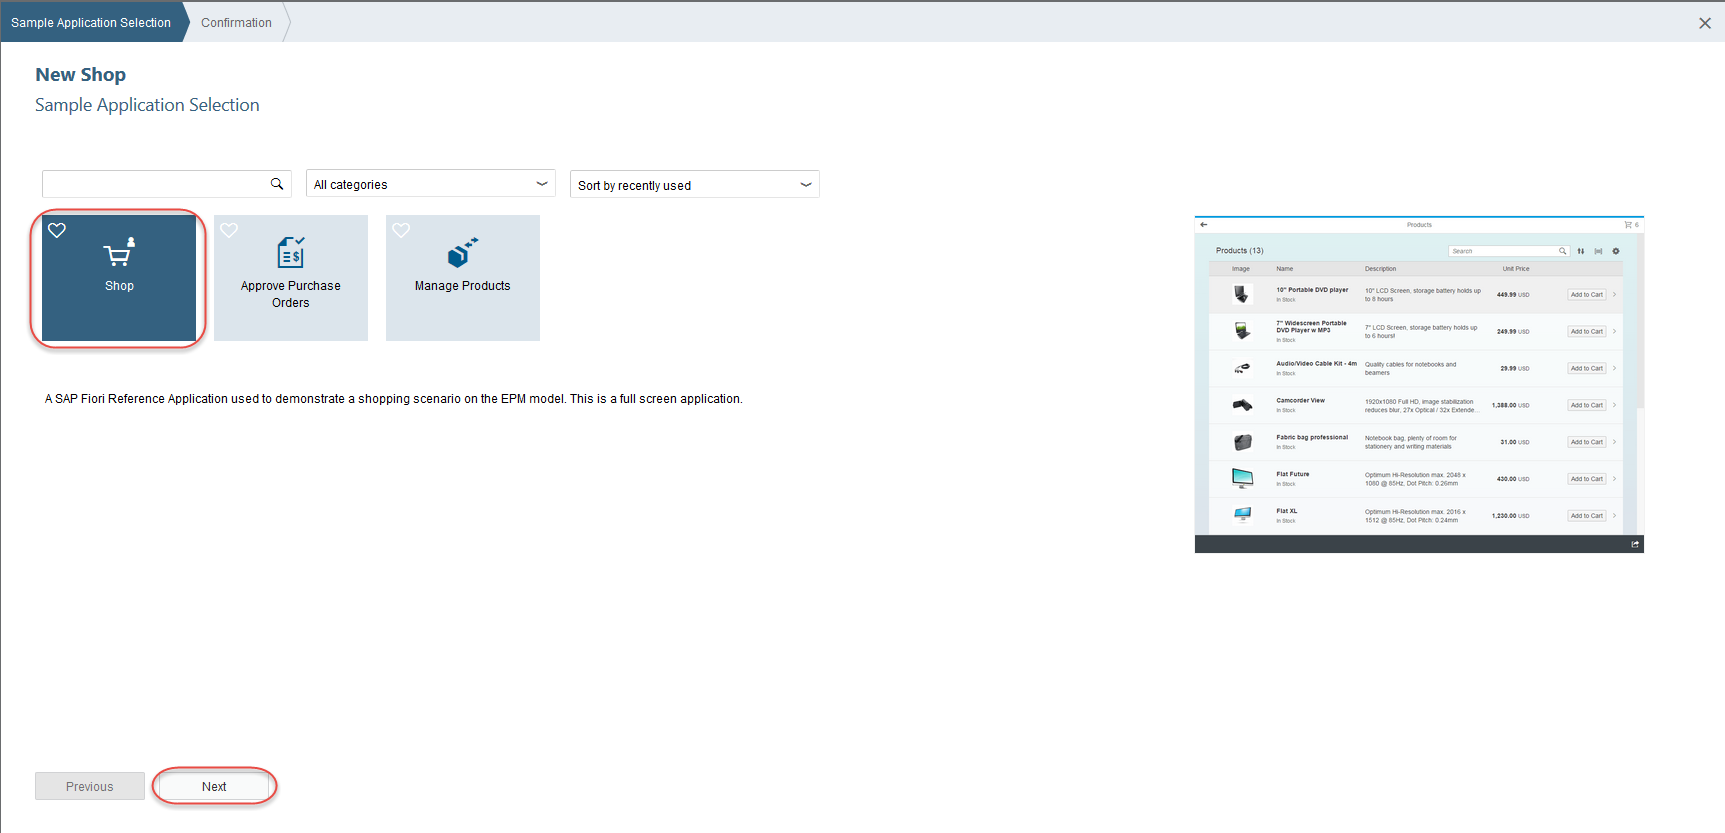 Sample Application Selection
Confirmation
New Shop
Sample Application Selection
All categories
Sort by recently used
Shop
Approve Purchase
Orders
Manage Products
A SAP Fiori Reference Application used to demonstrate a shopping scenario on the EPM model. This is a full screen application.
Products
6
Products (13)
Search
Image Name Description Unit Price
10" Portable DVD player
In Stock
10" LCD Screen, storage battery holds up
to 8 hours
449.99 USD
Add to Cart
7" Widescreen Portable
DVD Player w MP3
In Stock
7" LCD Screen, storage battery holds up
to 6 hours!
249.99 USD
Add to Cart
Audio/Video Cable Kit - 4m
In Stock
Quality cables for notebooks and
beamers
29.99 USD
Add to Cart
Camcorder View
In Stock
1920x1080 Full HD, image stabilization
reduces blur, 27x Optical / 32x Extende...
1,388.00 USD
Add to Cart
Fabric bag professional
In Stock
Notebook bag, plenty of room for
stationery and writing materials
31.00 USD
Add to Cart
Flat Future
In Stock
Optimum Hi-Resolution max. 2048 x
1080 @ 85Hz, Dot Pitch: 0.26mm
430.00 USD
Add to Cart
Flat XL
In Stock
Optimum Hi-Resolution max. 2016 x
1512 @ 85Hz, Dot Pitch: 0.24mm
1,230.00 USD
Add to Cart
Previous
Next